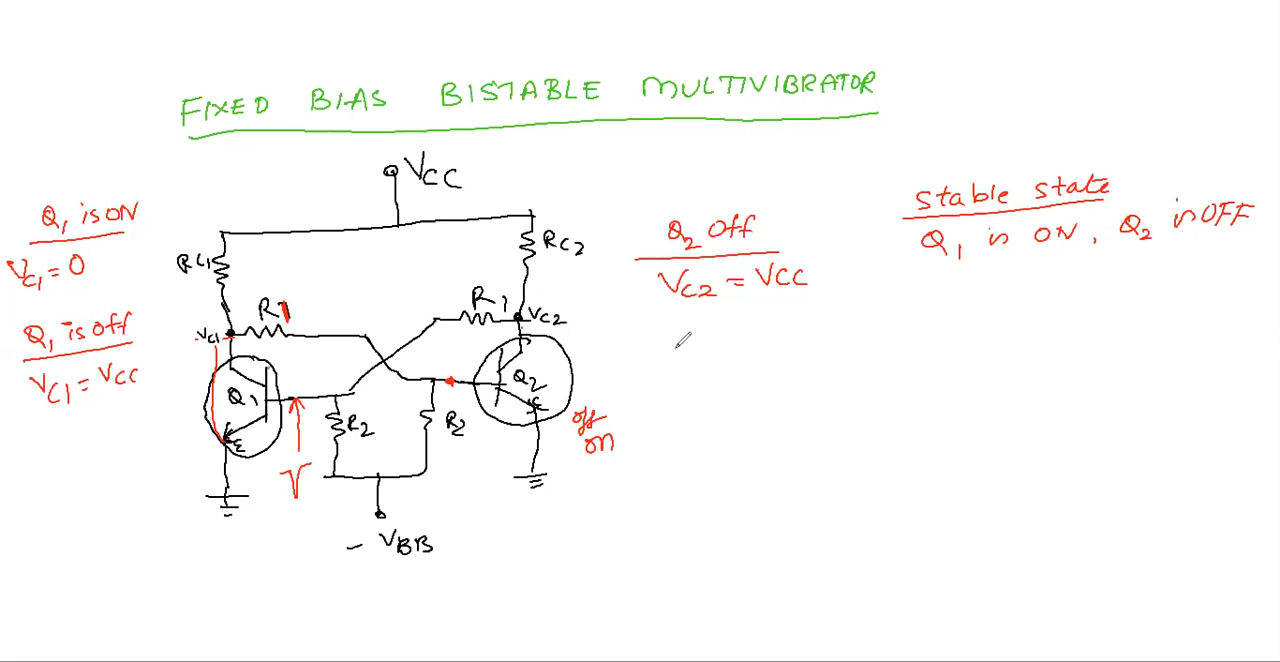 FIXED BIAS BISTABLE MULTIVIBRATOR
VCC
Q1 is ON
VC1 = 0
Q1 is off
VC1 = VCC
RC1
RC2
R1
R1
VC1
VC2
Q1
Q2
E
E
R2
R2
- VBB
off
on
Q2 Off
VC2 = VCC
Stable state
Q1 is ON, Q2 is OFF